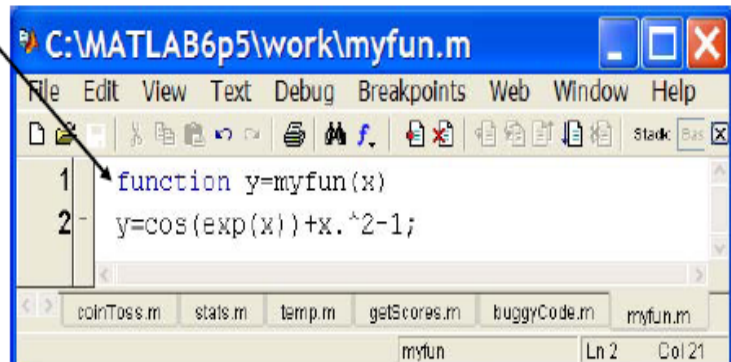 C:\MATLAB6p5\work\myfun.m
File Edit View Text Debug Breakpoints Web Window Help
Stack: Bas
1 function y=myfun(x)
2 - y=cos(exp(x))+x.^2-1;
coinToss.m stats.m temp.m getScores.m buggyCode.m myfun.m
myfun Ln 2 Col 21